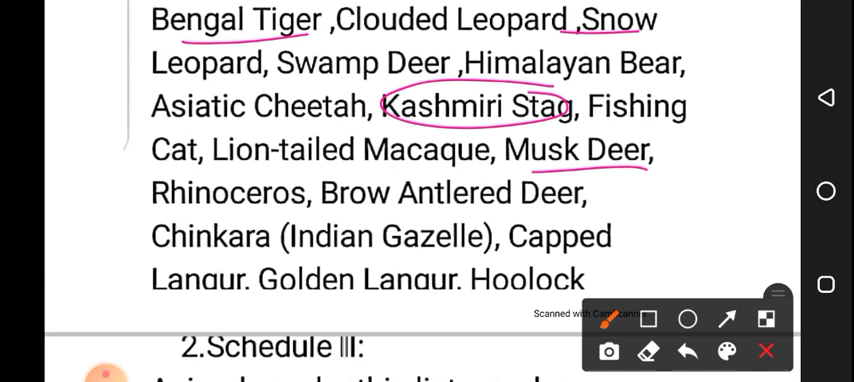 Bengal Tiger ,Clouded Leopard ,Snow
Leopard, Swamp Deer ,Himalayan Bear,
Asiatic Cheetah, Kashmiri Stag, Fishing
Cat, Lion-tailed Macaque, Musk Deer,
Rhinoceros, Brow Antlered Deer,
Chinkara (Indian Gazelle), Capped
Langur, Golden Langur, Hoolock
Scanned with
2.Schedule III: